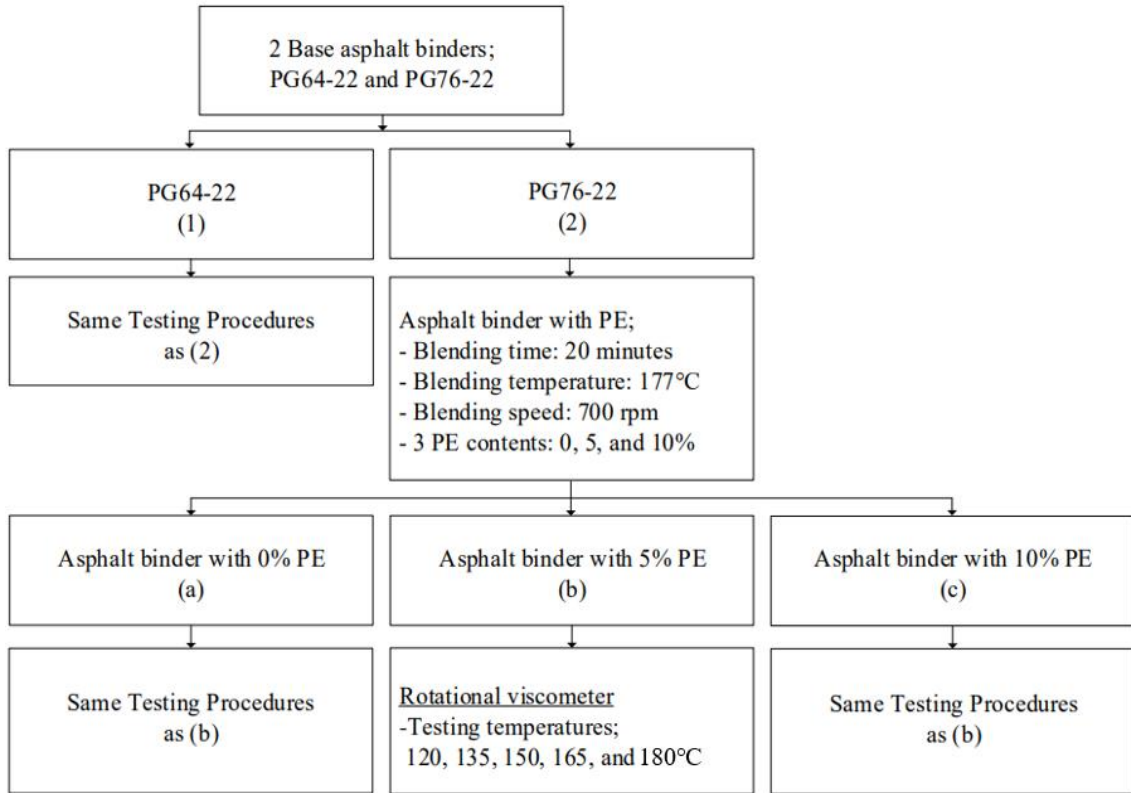 2 Base asphalt binders;
PG64-22 and PG76-22
PG64-22
(1)
PG76-22
(2)
Same Testing Procedures
as (2)
Asphalt binder with PE;
- Blending time: 20 minutes
- Blending temperature: 177°C
- Blending speed: 700 rpm
- 3 PE contents: 0, 5, and 10%
Asphalt binder with 0% PE
(a)
Asphalt binder with 5% PE
(b)
Asphalt binder with 10% PE
(c)
Same Testing Procedures
as (b)
Rotational viscometer
-Testing temperatures;
120, 135, 150, 165, and 180°C
Same Testing Procedures
as (b)